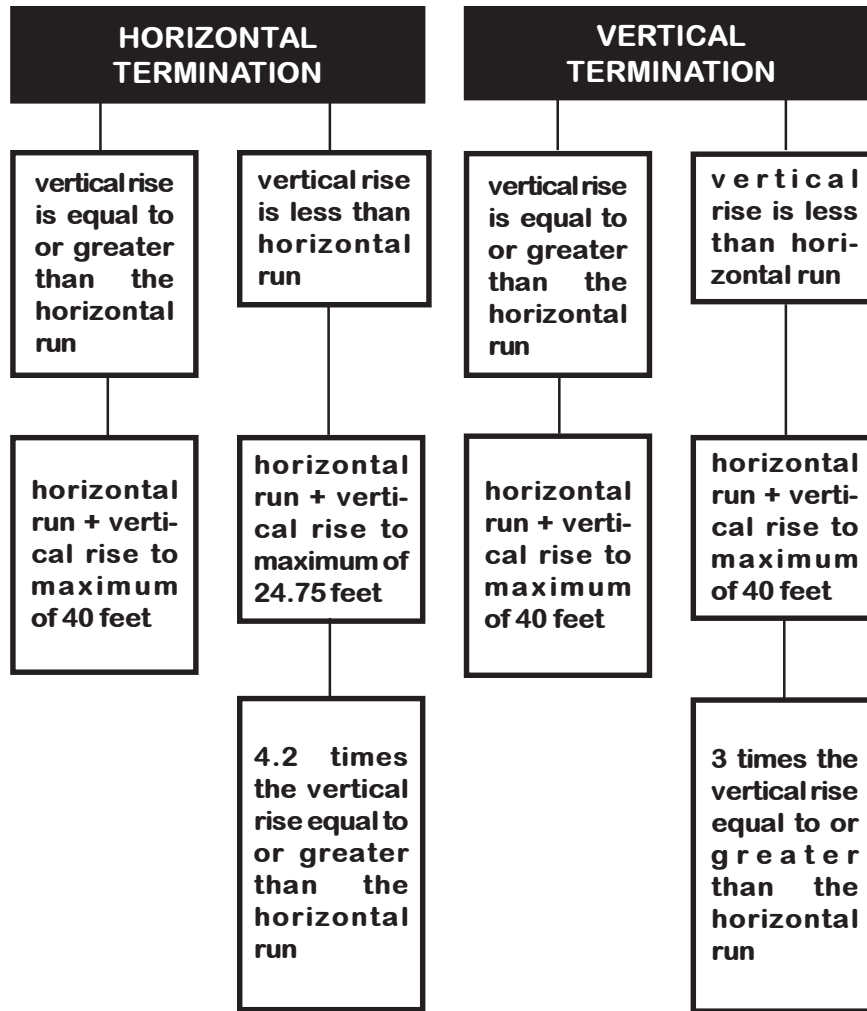 HORIZONTAL
TERMINATION
vertical rise
is equal to
or greater
than the
horizontal
run
horizontal
run + verti-
cal rise to
maximum
of 40 feet
vertical rise
is less than
horizontal
run
horizontal
run + verti-
cal rise to
maximum of
24.75 feet
4.2 times
the vertical
rise equal to
or greater
than the
horizontal
run
VERTICAL
TERMINATION
vertical rise
is equal to
or greater
than the
horizontal
run
horizontal
run + verti-
cal rise to
maximum
of 40 feet
vertical
rise is less
than hori-
zontal run
horizontal
run + verti-
cal rise to
maximum
of 40 feet
3 times the
vertical rise
equal to or
greater
than the
horizontal
run